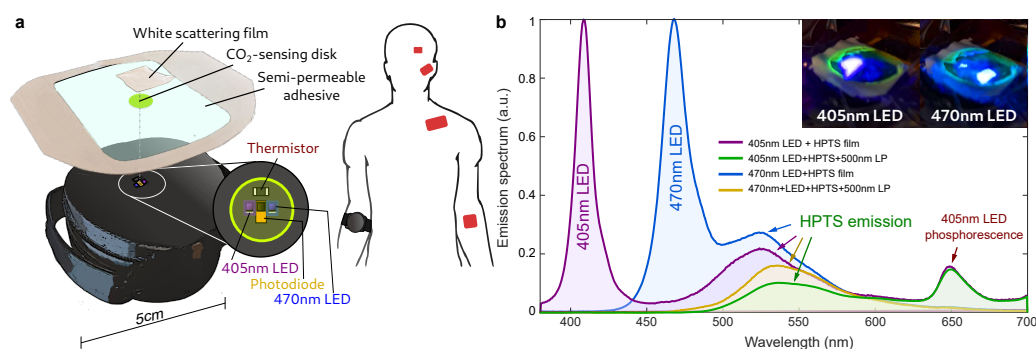 a
White scattering film
CO₂-sensing disk
Semi-permeable
adhesive
Thermistor
405nm LED
Photodiode
470nm LED
5cm
b
Emission spectrum (a.u.)
1
0.8
0.6
0.4
0.2
0
400
450
500
550
600
650
700
Wavelength (nm)
405nm LED
470nm LED
405nm LED
470nm LED
405nm LED + HPTS film
405nm LED+HPTS+500nm LP
470nm LED+HPTS film
470nm+LED+HPTS+500nm LP
HPTS emission
405nm LED
phosphorescence